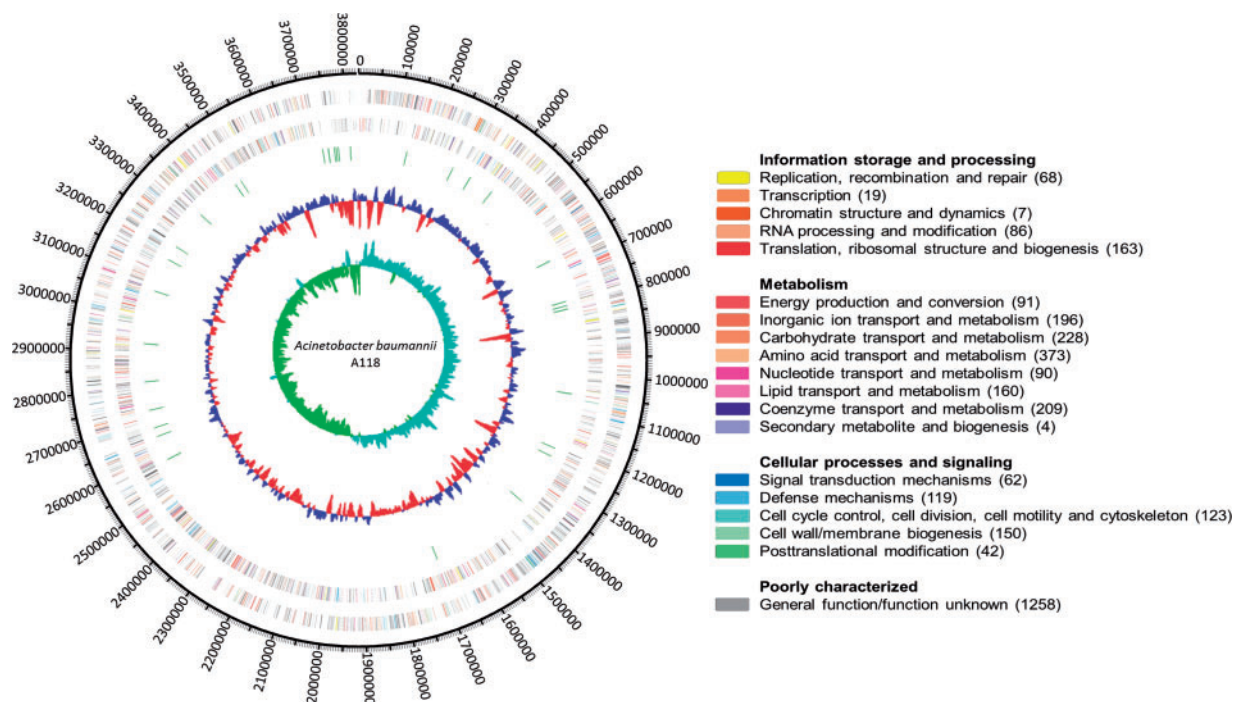 0
100000
200000
300000
400000
500000
600000
700000
800000
900000
1000000
1100000
1200000
1300000
1400000
1500000
1600000
1700000
1800000
1900000
2000000
2100000
2200000
2300000
2400000
2500000
2600000
2700000
2800000
2900000
3000000
3100000
3200000
3300000
3400000
3500000
3600000
3700000
3800000
Acinetobacter baumannii
A118
Information storage and processing
Replication, recombination and repair (68)
Transcription (19)
Chromatin structure and dynamics (7)
RNA processing and modification (86)
Translation, ribosomal structure and biogenesis (163)
Metabolism
Energy production and conversion (91)
Inorganic ion transport and metabolism (196)
Carbohydrate transport and metabolism (228)
Amino acid transport and metabolism (373)
Nucleotide transport and metabolism (90)
Lipid transport and metabolism (160)
Coenzyme transport and metabolism (209)
Secondary metabolite and biogenesis (4)
Cellular processes and signaling
Signal transduction mechanisms (62)
Defense mechanisms (119)
Cell cycle control, cell division, cell motility and cytoskeleton (123)
Cell wall/membrane biogenesis (150)
Posttranslational modification (42)
Poorly characterized
General function/function unknown (1258)